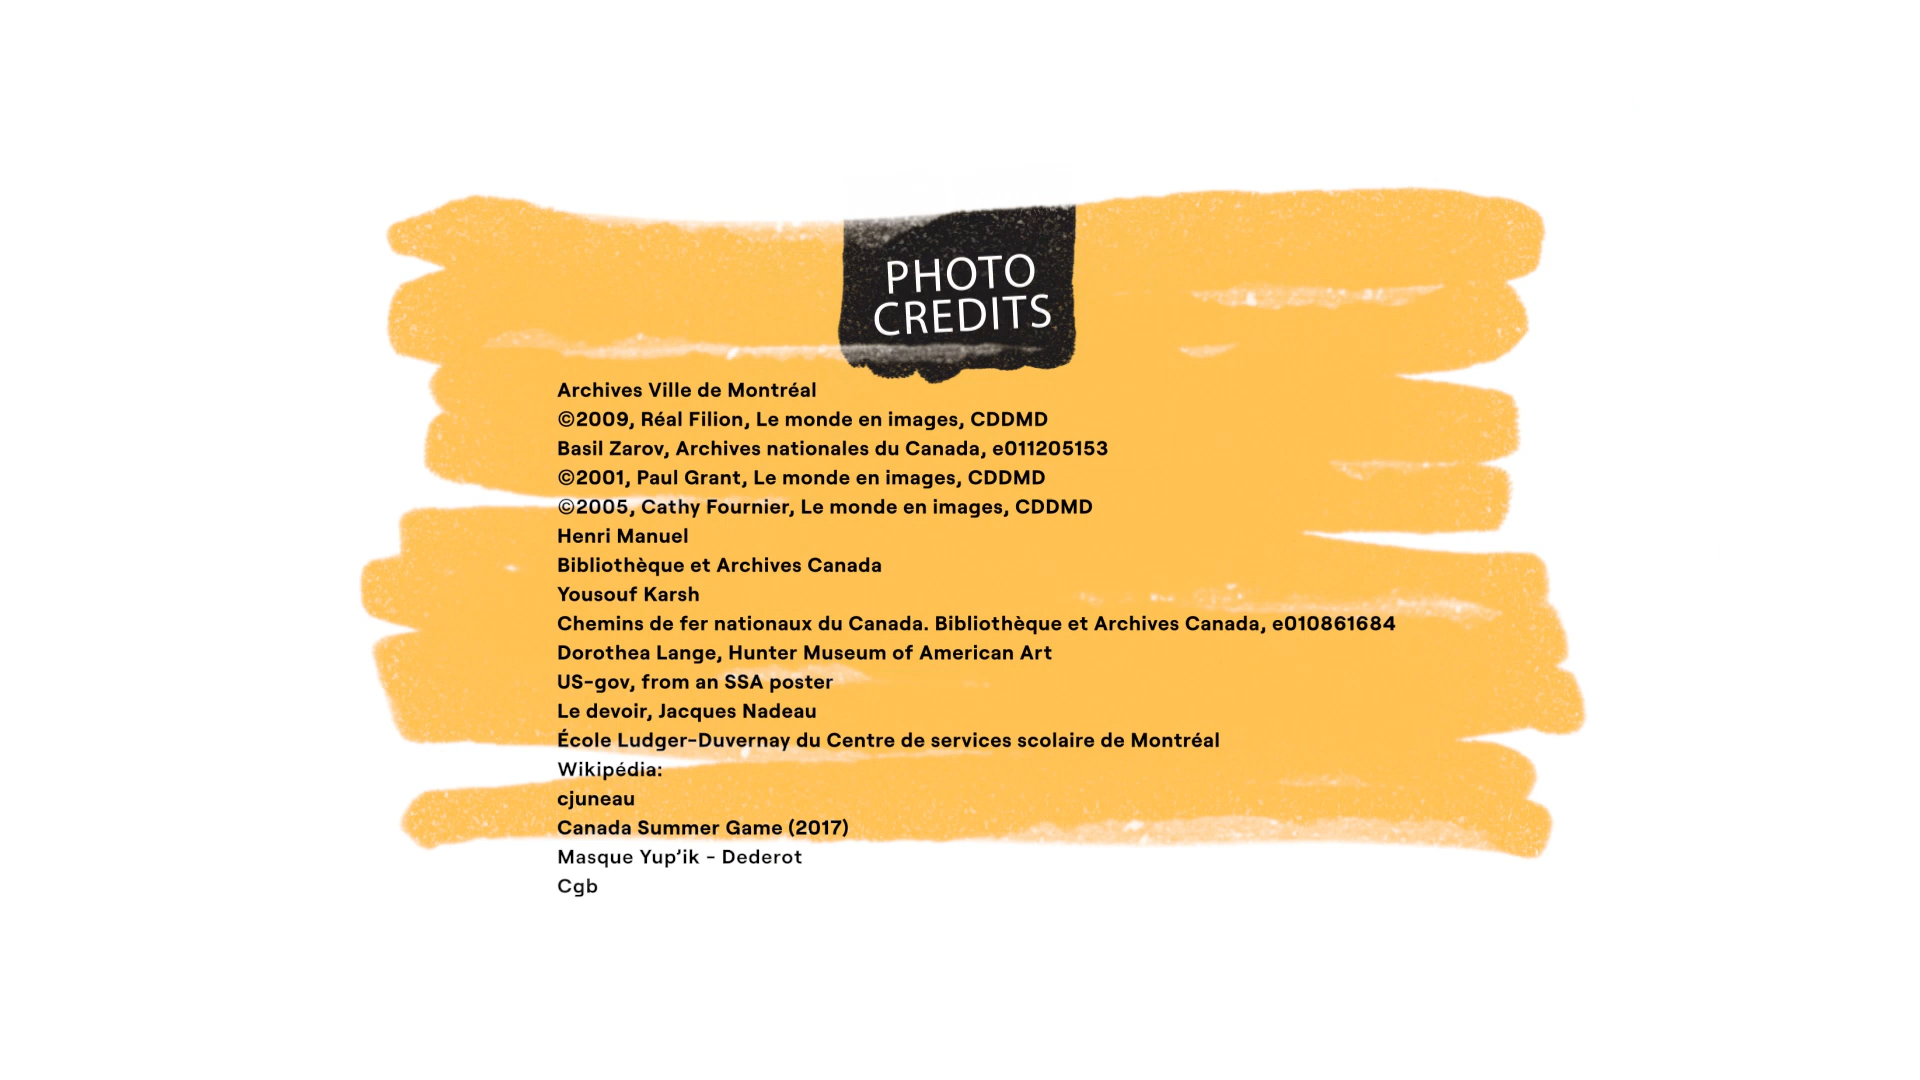 PHOTO
CREDITS
Archives Ville de Montréal
©2009, Réal Filion, Le monde en images, CDDMD
Basil Zarov, Archives nationales du Canada, e011205153
©2001, Paul Grant, Le monde en images, CDDMD
©2005, Cathy Fournier, Le monde en images, CDDMD
Henri Manuel
Bibliothèque et Archives Canada
Yousouf Karsh
Chemins de fer nationaux du Canada. Bibliothèque et Archives Canada, e010861684
Dorothea Lange, Hunter Museum of American Art
US-gov, from an SSA poster
Le devoir, Jacques Nadeau
École Ludger-Duvernay du Centre de services scolaire de Montréal
Wikipédia:
cjuneau
Canada Summer Game (2017)
Masque Yup’ik - Dederot
Cgb